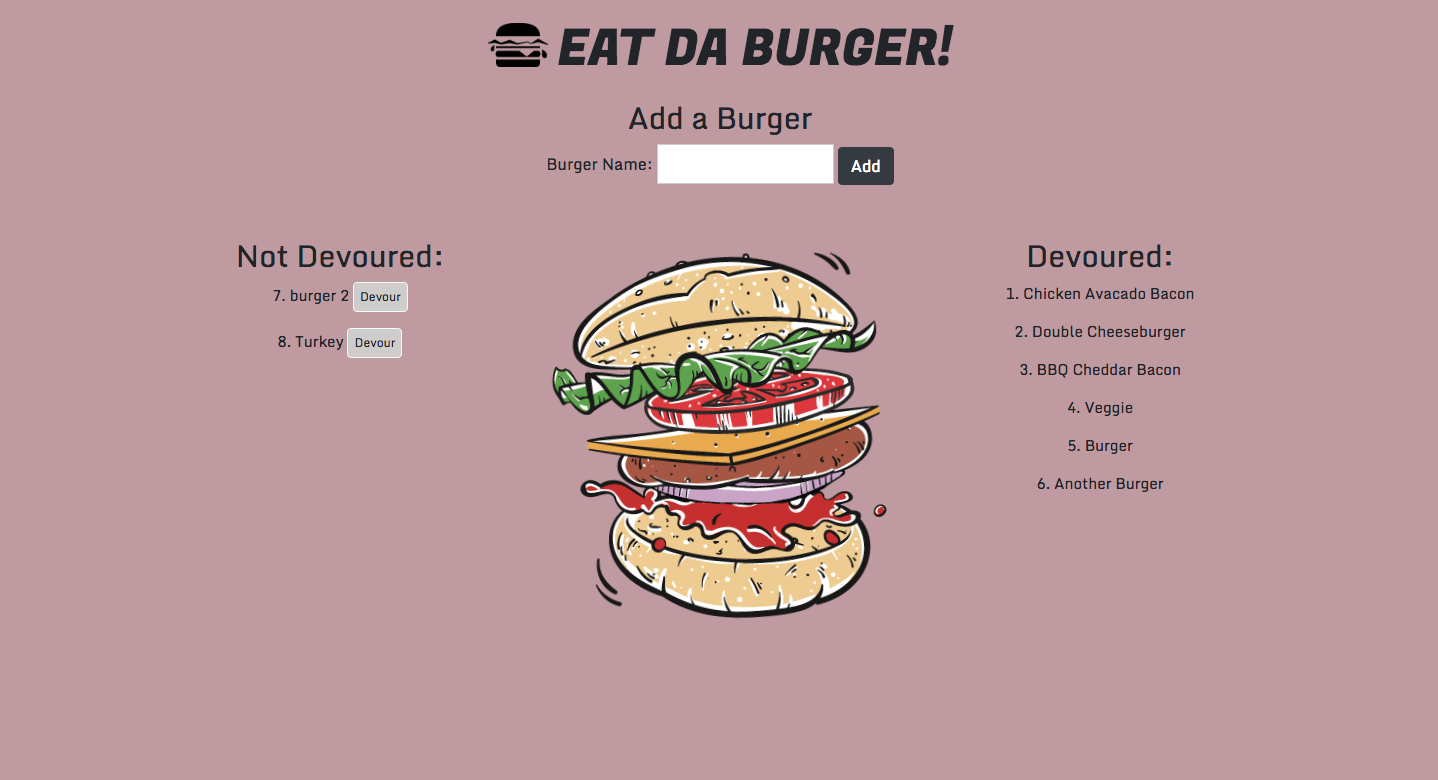 EAT DA BURGER!
Add a Burger
Burger Name: Add
Not Devoured:
7. burger 2 Devour
8. Turkey Devour
Devoured:
1. Chicken Avacado Bacon
2. Double Cheeseburger
3. BBQ Cheddar Bacon
4. Veggie
5. Burger
6. Another Burger